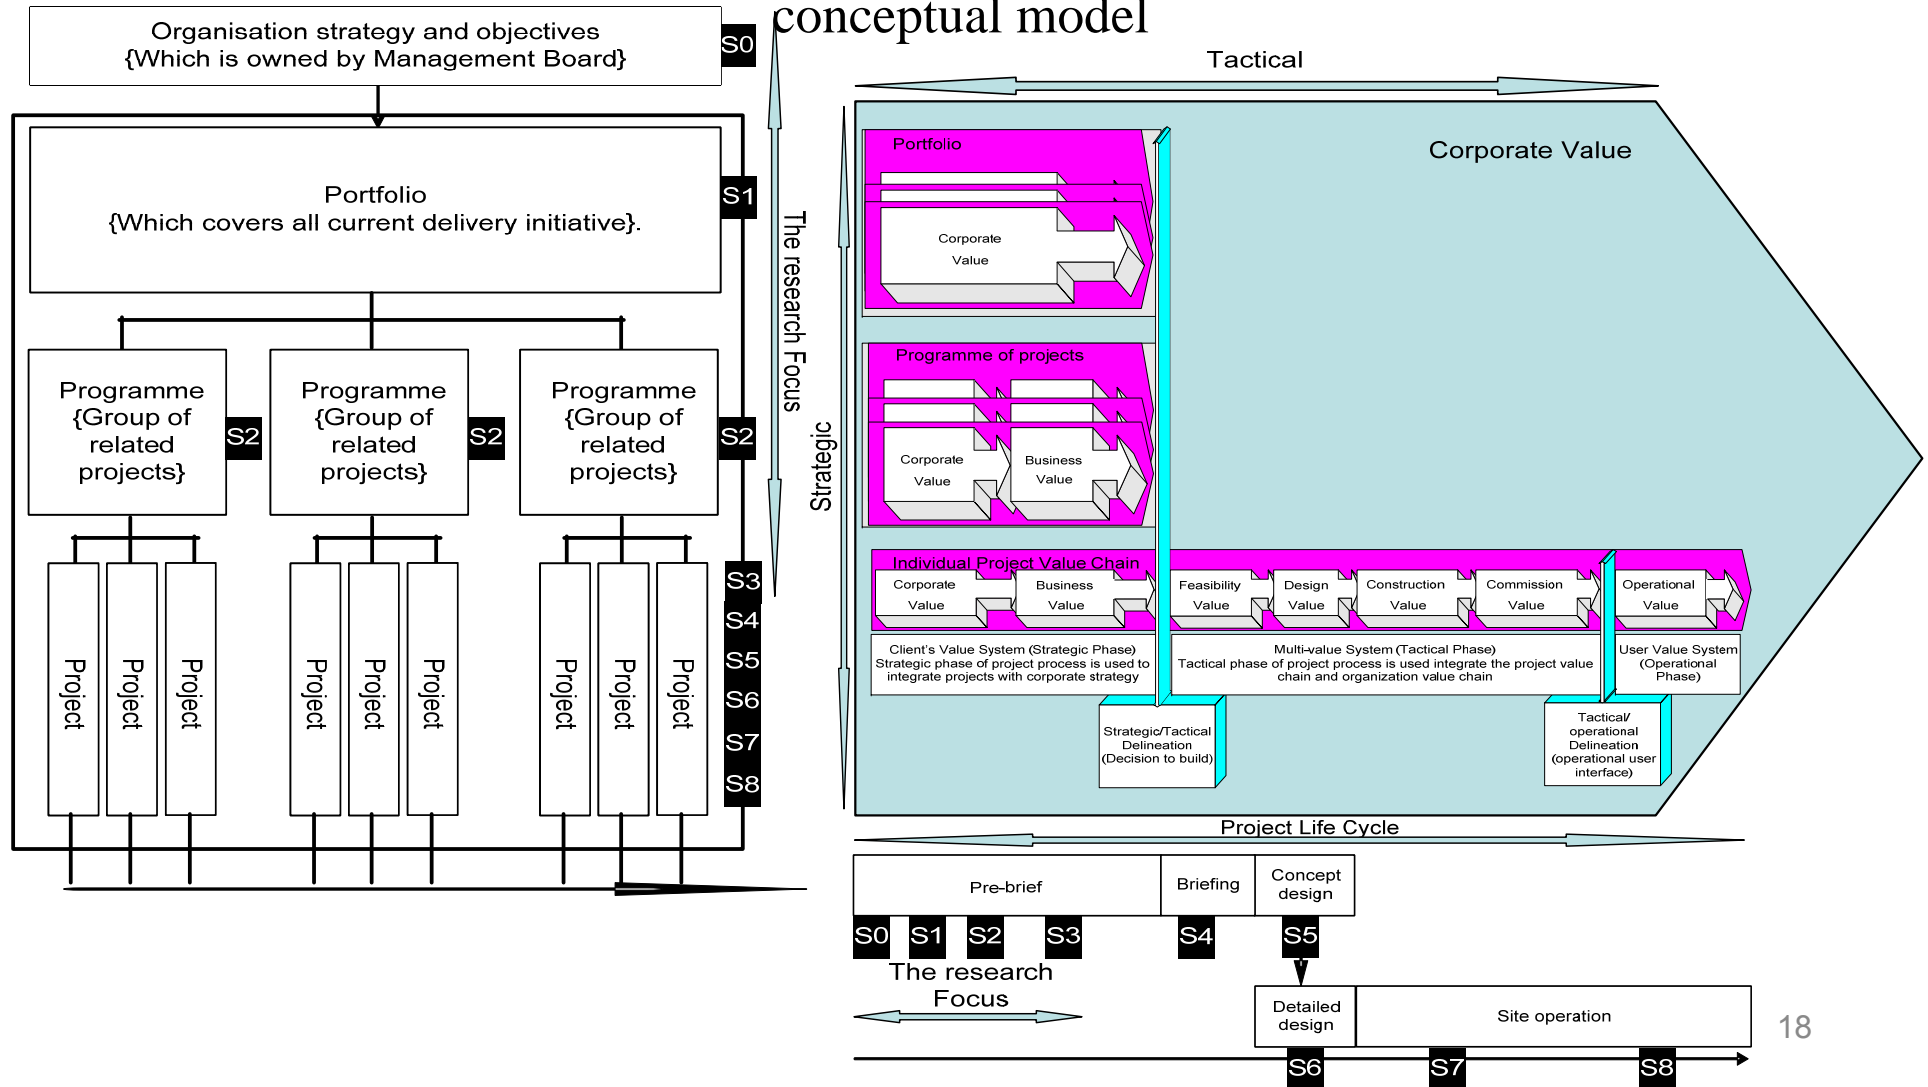 conceptual model
Organisation strategy and objectives
{Which is owned by Management Board}
S0
Portfolio
{Which covers all current delivery initiative}.
S1
Programme
{Group of
related
projects}
S2
Programme
{Group of
related
projects}
S2
Programme
{Group of
related
projects}
S2
Project
Project
Project
Project
Project
Project
Project
Project
Project
S3
S4
S5
S6
S7
S8
The research Focus
Strategic
Tactical
Corporate Value
Portfolio
Corporate
Value
Programme of projects
Corporate
Value
Business
Value
Individual Project Value Chain
Corporate
Value
Business
Value
Feasibility
Value
Design
Value
Construction
Value
Commission
Value
Operational
Value
Client's Value System (Strategic Phase)
Strategic phase of project process is used to
integrate projects with corporate strategy
Multi-value System (Tactical Phase)
Tactical phase of project process is used integrate the project value
chain and organization value chain
User Value System
(Operational
Phase)
Strategic/Tactical
Delineation
(Decision to build)
Tactical/
operational
Delineation
(operational user
interface)
Project Life Cycle
Pre-brief
Briefing
Concept
design
S0
S1
S2
S3
S4
S5
The research
Focus
Detailed
design
Site operation
S6
S7
S8
18